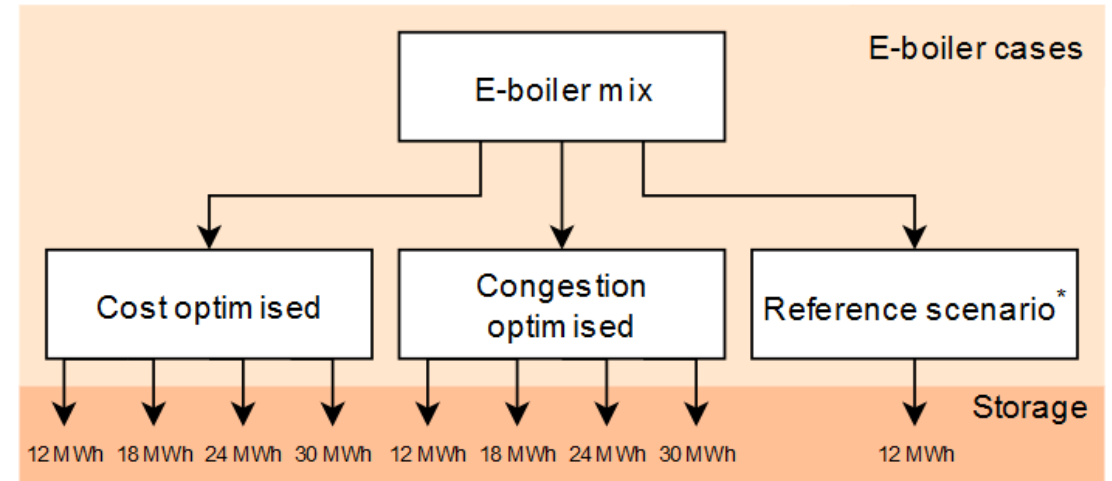 E-boiler cases
E-boiler mix
Cost optimised
Congestion
optimised
Reference scenario*
Storage
12 MWh 18 MWh 24 MWh 30 MWh 12 MWh 18 MWh 24 MWh 30 MWh 12 MWh